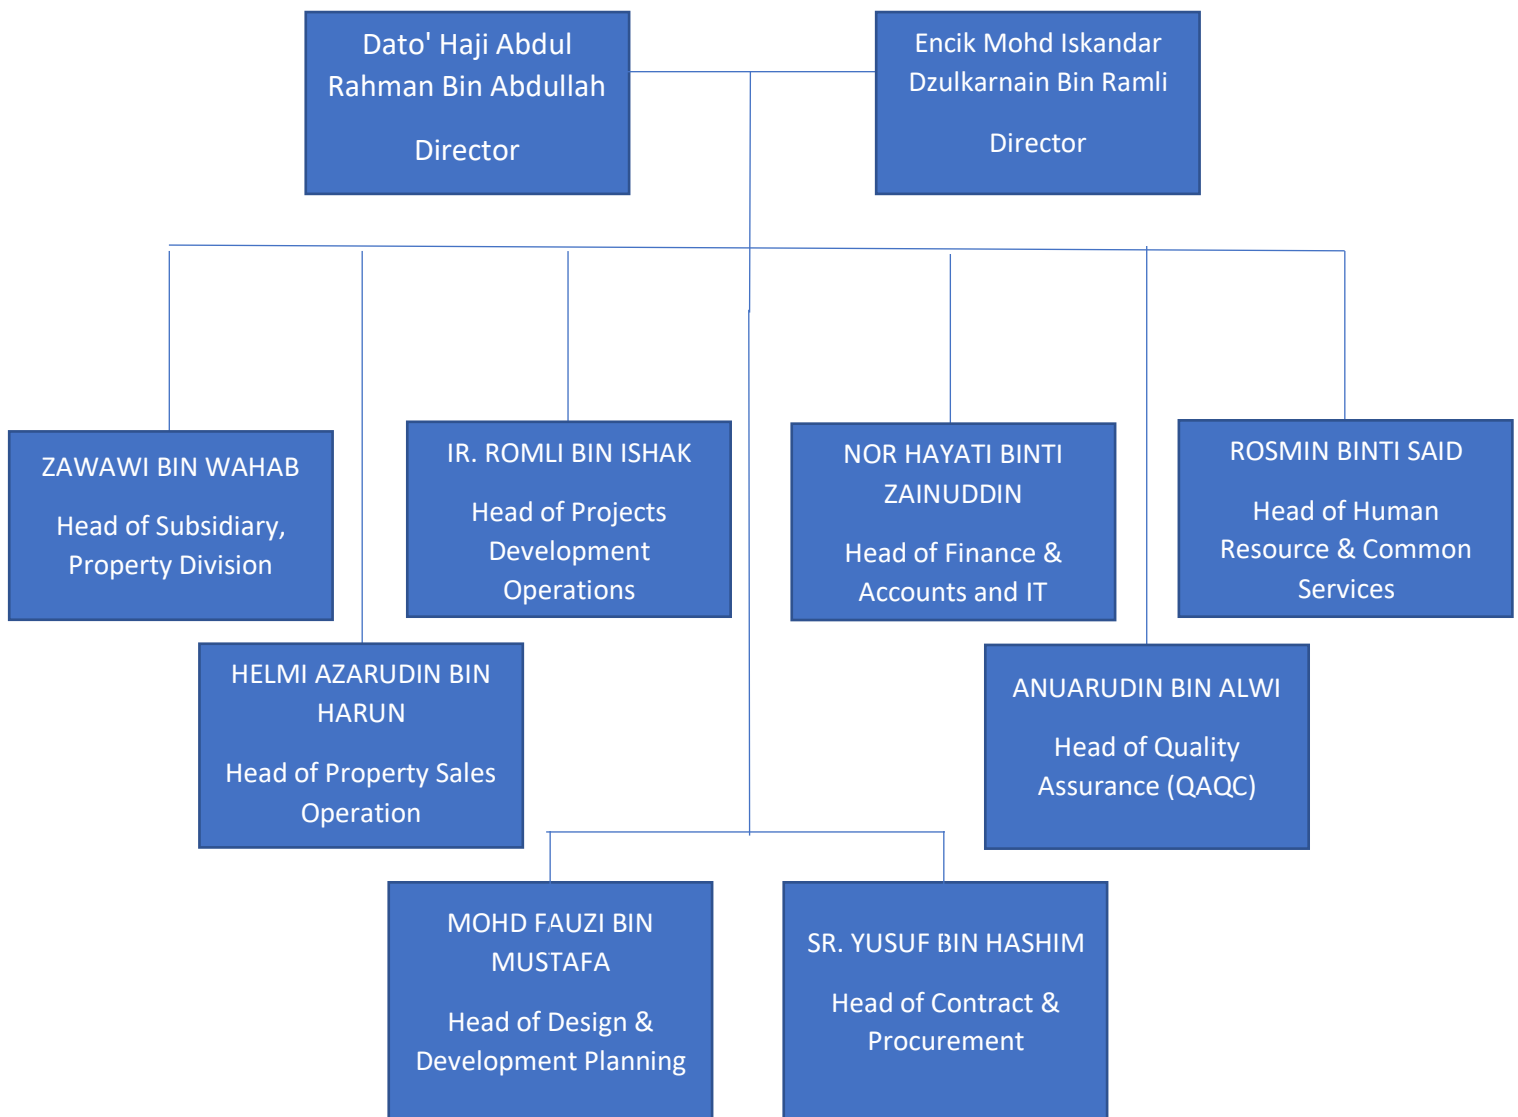 Dato' Haji Abdul
Rahman Bin Abdullah
Director
Encik Mohd Iskandar
Dzulkarnain Bin Ramli
Director
ZAWAWI BIN WAHAB
Head of Subsidiary,
Property Division
IR. ROMLI BIN ISHAK
Head of Projects
Development
Operations
NOR HAYATI BINTI
ZAINUDDIN
Head of Finance &
Accounts and IT
ROSMIN BINTI SAID
Head of Human
Resource & Common
Services
HELMI AZARUDIN BIN
HARUN
Head of Property Sales
Operation
ANUARUDIN BIN ALWI
Head of Quality
Assurance (QAQC)
MOHD FAUZI BIN
MUSTAFA
Head of Design &
Development Planning
SR. YUSUF BIN HASHIM
Head of Contract &
Procurement